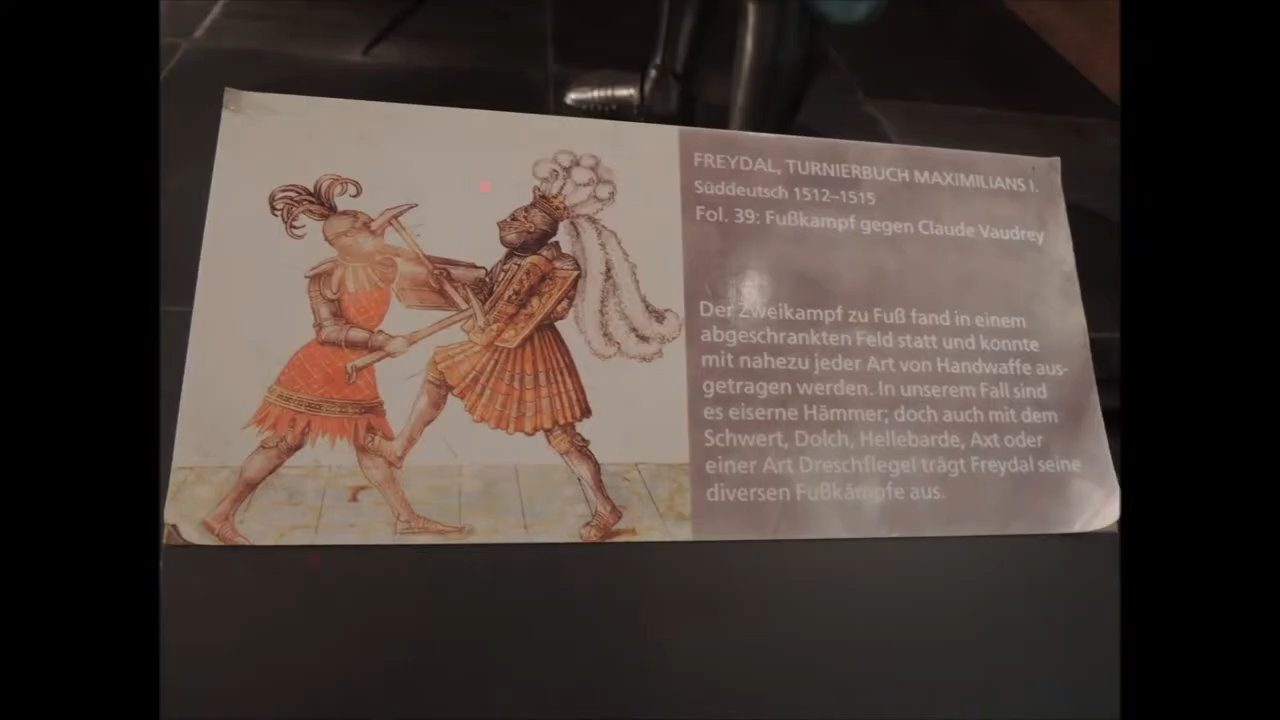 FREYDAL, TURNIERBUCH MAXIMILIANS I.
Süddeutsch 1512–1515
Fol. 39: Fußkampf gegen Claude Vaudrey
Der Zweikampf zu Fuß fand in einem
abgeschrankten Feld statt und konnte
mit nahezu jeder Art von Handwaffe aus-
getragen werden. In unserem Fall sind
es eiserne Hämmer; doch auch mit dem
Schwert, Dolch, Hellebarde, Axt oder
einer Art Dreschflegel trägt Freydal seine
diversen Fußkämpfe aus.